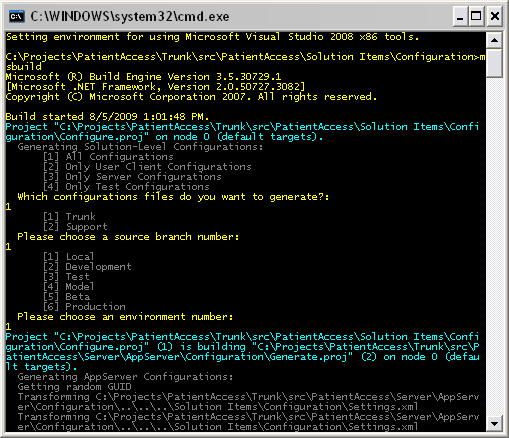 C:\WINDOWS\system32\cmd.exe
Setting environment for using Microsoft Visual Studio 2008 x86 tools.
C:\Projects\PatientAccess\Trunk\src\PatientAccess\Solution Items\Configuration>m
sbuild
Microsoft (R) Build Engine Version 3.5.30729.1
[Microsoft .NET Framework, Version 2.0.50727.3082]
Copyright (C) Microsoft Corporation 2007. All rights reserved.
Build started 8/5/2009 1:01:48 PM.
Project "C:\Projects\PatientAccess\Trunk\src\PatientAccess\Solution Items\Confi
guration\Configure.proj" on node 0 (default targets).
Generating Solution-Level Configurations:
[1] All Configurations
[2] Only User Client Configurations
[3] Only Server Configurations
[4] Only Test Configurations
Which configurations files do you want to generate?:
1
[1] Trunk
[2] Support
Please choose a source branch number:
1
[1] Local
[2] Development
[3] Test
[4] Model
[5] Beta
[6] Production
Please choose an environment number:
1
Project "C:\Projects\PatientAccess\Trunk\src\PatientAccess\Solution Items\Confi
guration\Configure.proj" (1) is building "C:\Projects\PatientAccess\Trunk\src\P
atientAccess\Server\AppServer\Configuration\Generate.proj" (2) on node 0 (defau
lt targets).
Generating AppServer Configurations:
Getting random GUID
Transforming C:\Projects\PatientAccess\Trunk\src\PatientAccess\Server\AppServ
er\Configuration\..\..\..\Solution Items\Configuration\Settings.xml
Transforming C:\Projects\PatientAccess\Trunk\src\PatientAccess\Server\AppServ
er\Configuration\..\..\..\Solution Items\Configuration\Settings.xml